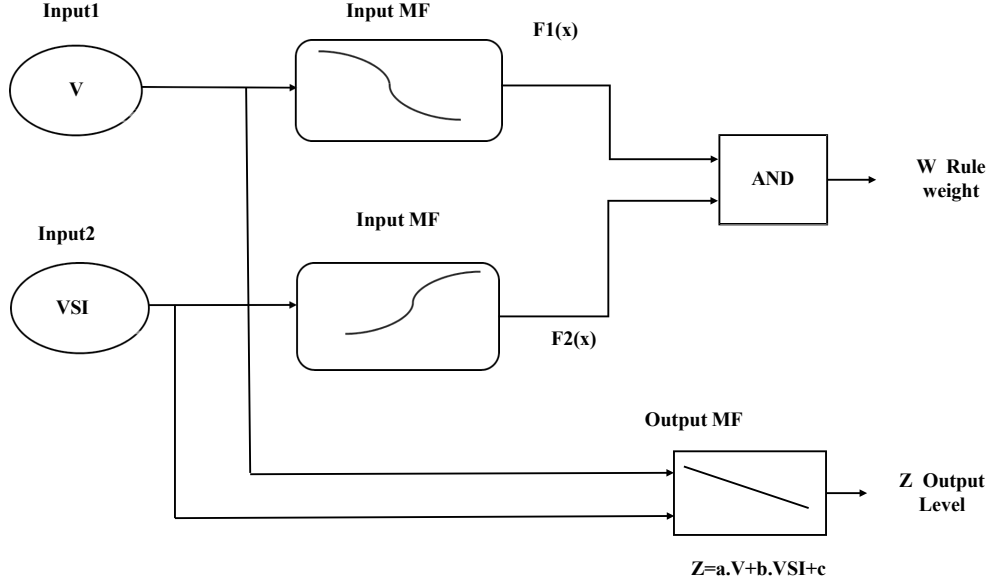 Input1
Input MF
F1(x)
V
AND
W Rule
weight
Input2
Input MF
VSI
F2(x)
Output MF
Z Output
Level
Z=a.V+b.VSI+c